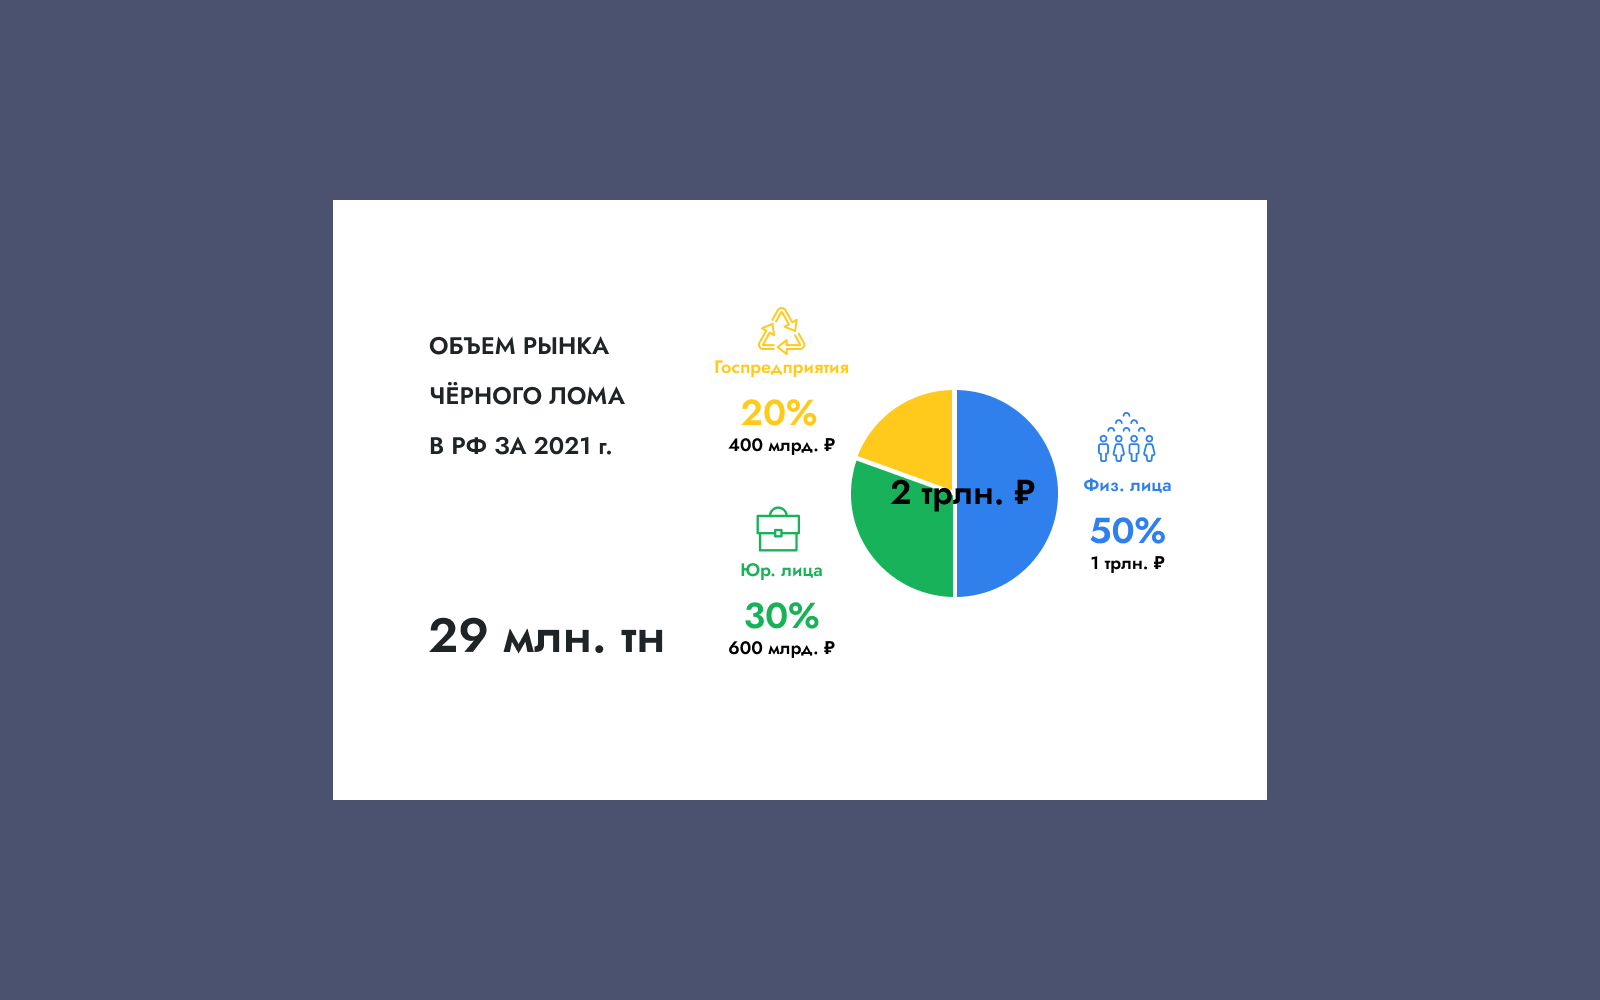 ОБЪЕМ РЫНКА
ЧЁРНОГО ЛОМА
В РФ ЗА 2021 г.
29 млн. тн
Госпредприятия
20%
400 млрд. ₽
Юр. лица
30%
600 млрд. ₽
2 трлн. ₽
Физ. лица
50%
1 трлн. ₽